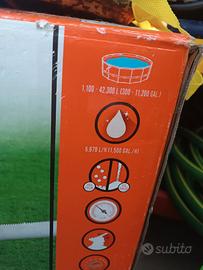 1,100 - 42,300 L (300 - 11,200 GAL.)
5,678 L/H (1,500 GAL./H)
subito